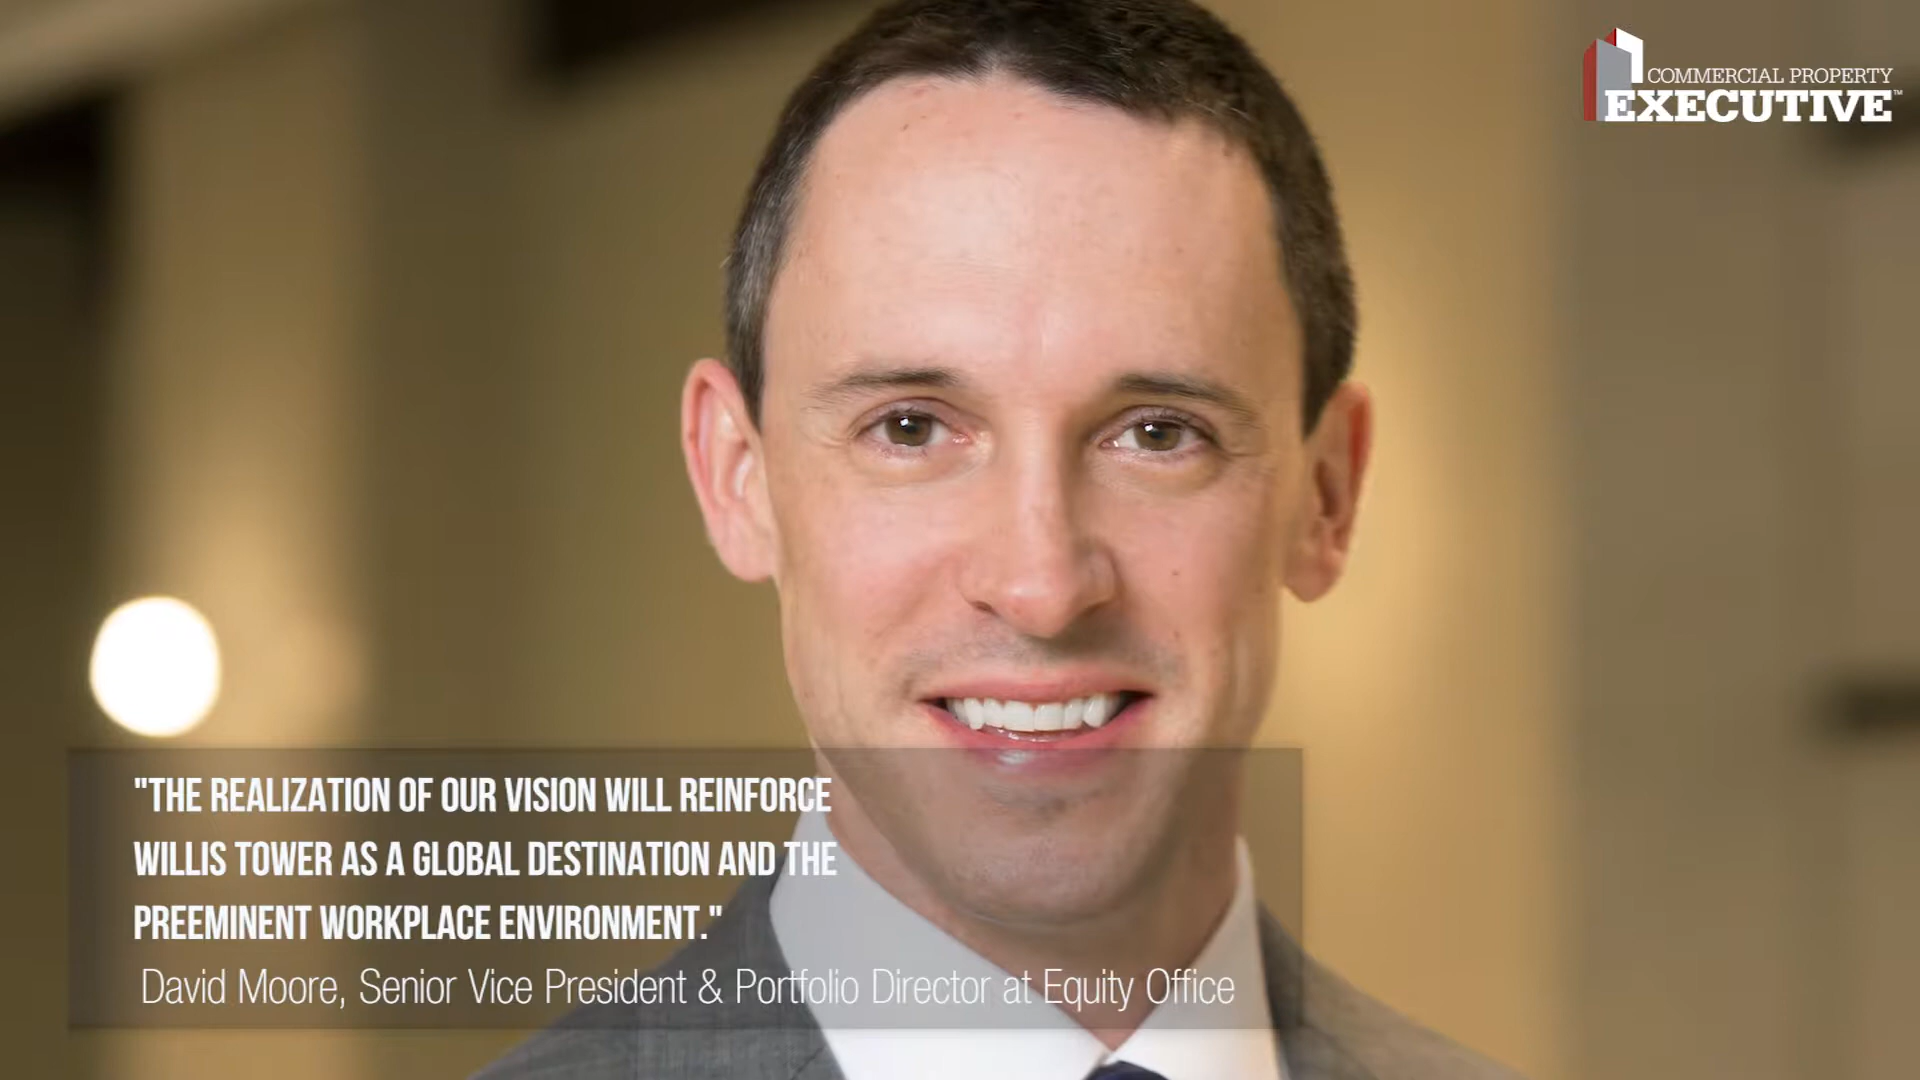 COMMERCIAL PROPERTY
EXECUTIVE™
"THE REALIZATION OF OUR VISION WILL REINFORCE
WILLIS TOWER AS A GLOBAL DESTINATION AND THE
PREEMINENT WORKPLACE ENVIRONMENT."
David Moore, Senior Vice President & Portfolio Director at Equity Office